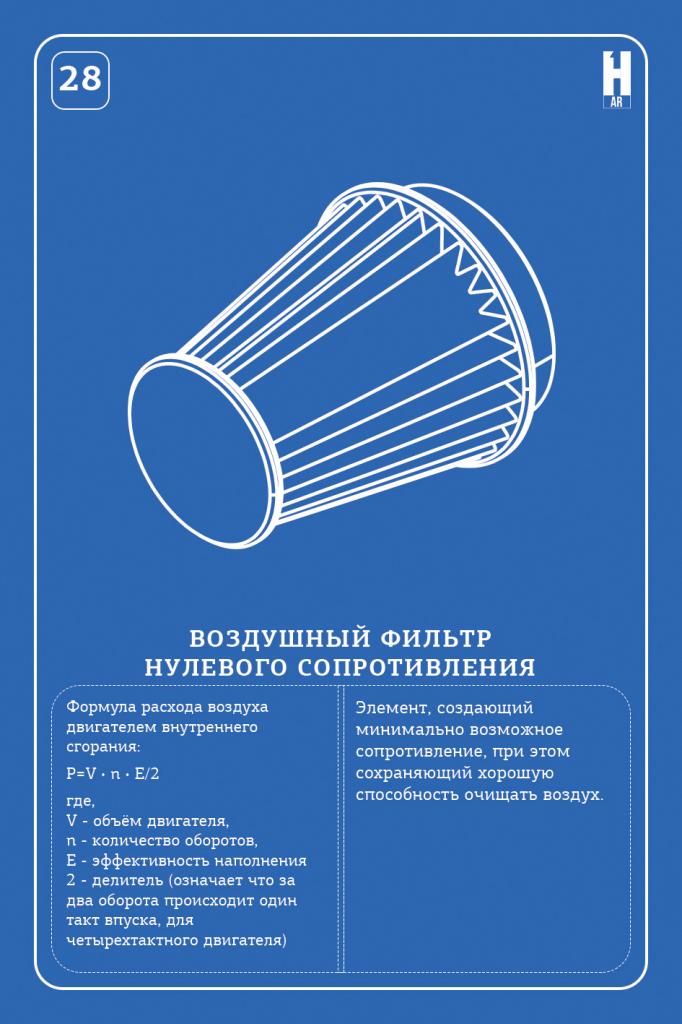 28
H
AR
ВОЗДУШНЫЙ ФИЛЬТР
НУЛЕВОГО СОПРОТИВЛЕНИЯ
Формула расхода воздуха
двигателем внутреннего
сгорания:
P=V · n · E/2
где,
V - объём двигателя,
n - количество оборотов,
E - эффективность наполнения
2 - делитель (означает что за
два оборота происходит один
такт впуска, для
четырехтактного двигателя)
Элемент, создающий
минимально возможное
сопротивление, при этом
сохраняющий хорошую
способность очищать воздух.